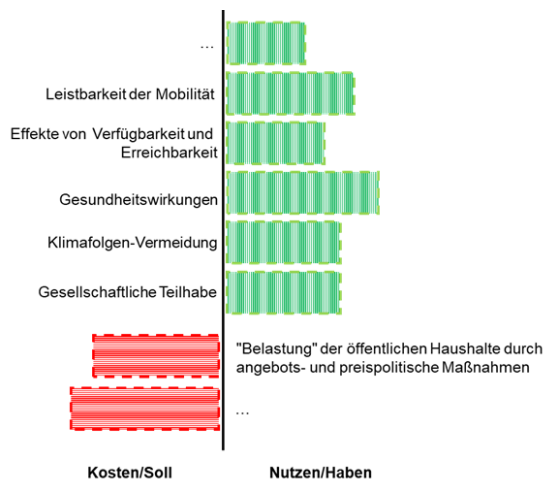 ...
Leistbarkeit der Mobilität
Effekte von Verfügbarkeit und
Erreichbarkeit
Gesundheitswirkungen
Klimafolgen-Vermeidung
Gesellschaftliche Teilhabe
"Belastung" der öffentlichen Haushalte durch
angebots- und preispolitische Maßnahmen
...
Kosten/Soll
Nutzen/Haben